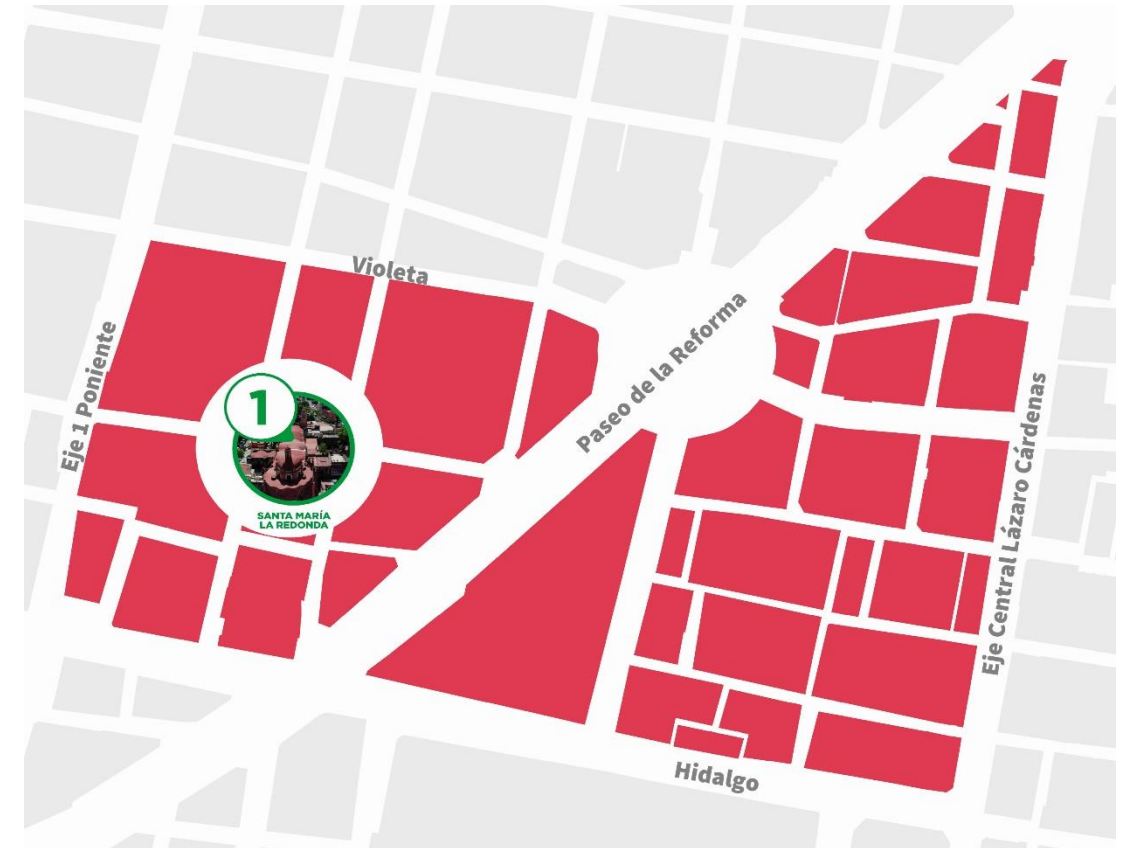 Violeta
Paseo de la Reforma
Eje 1 Poniente
1
SANTA MARÍA
LA REDONDA
Eje Central Lázaro Cárdenas
Hidalgo